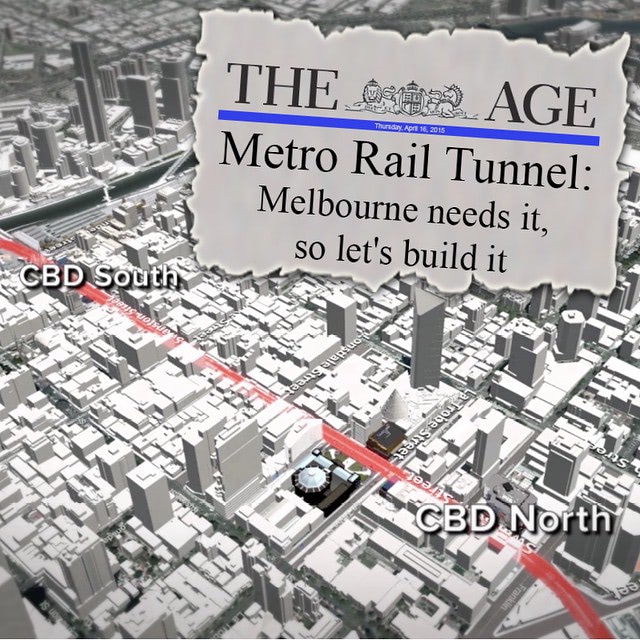 THE AGE
Thursday, April 16, 2015
Metro Rail Tunnel:
Melbourne needs it,
so let's build it
CBD South
Swanston Street
Lonsdale Street
La Trobe Street
Street
CBD North